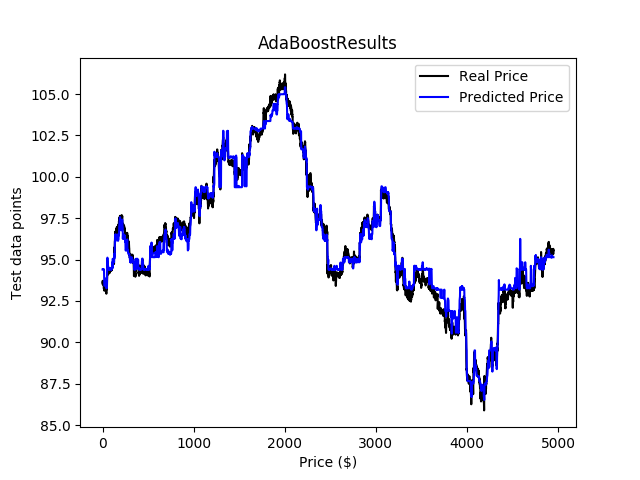 AdaBoostResults
Real Price
Predicted Price
Test data points
105.0
102.5
100.0
97.5
95.0
92.5
90.0
87.5
85.0
0 1000 2000 3000 4000 5000
Price ($)